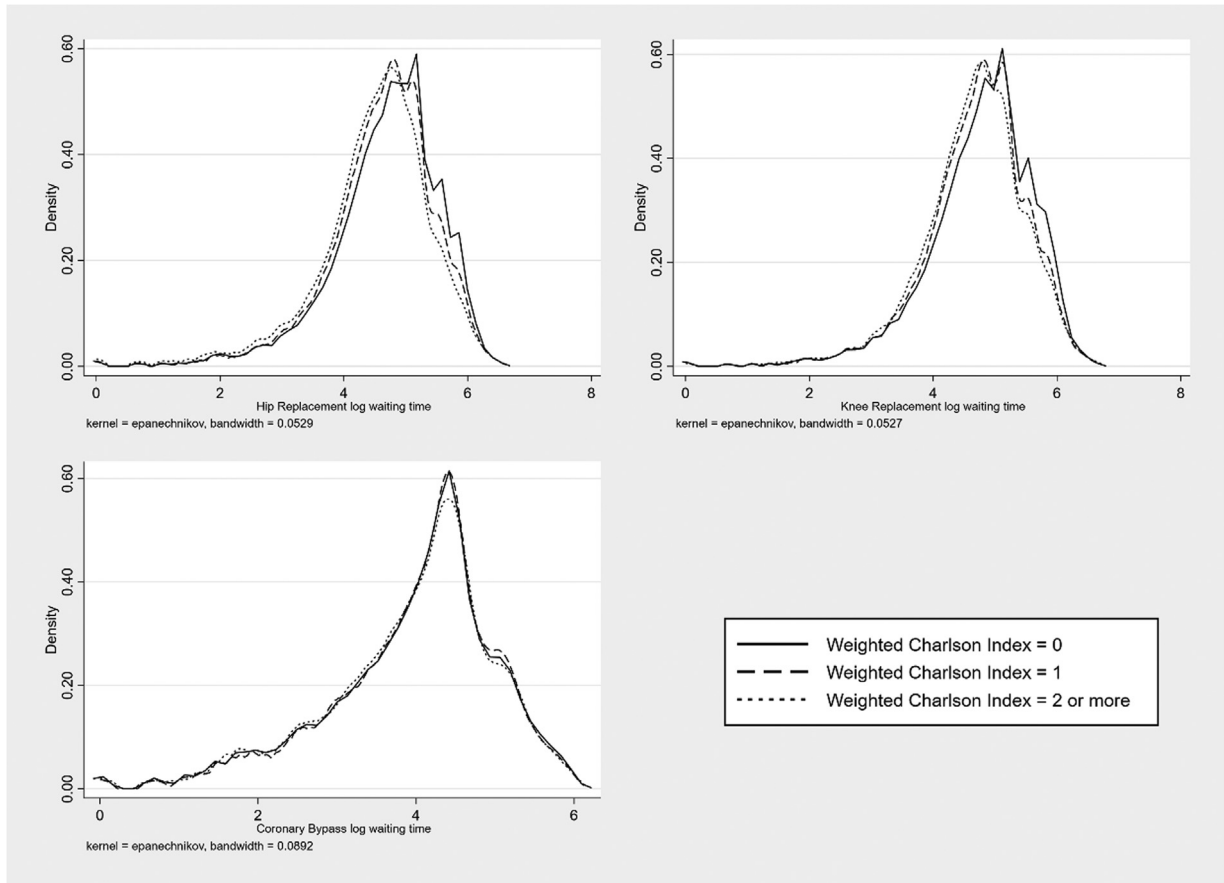 0.60
0.40
0.20
0.00
Density
0 2 4 6 8
Hip Replacement log waiting time
kernel = epanechnikov, bandwidth = 0.0529
0.60
0.40
0.20
0.00
Density
0 2 4 6 8
Knee Replacement log waiting time
kernel = epanechnikov, bandwidth = 0.0527
0.60
0.40
0.20
0.00
Density
0 2 4 6
Coronary Bypass log waiting time
kernel = epanechnikov, bandwidth = 0.0892
Weighted Charlson Index = 0
Weighted Charlson Index = 1
Weighted Charlson Index = 2 or more